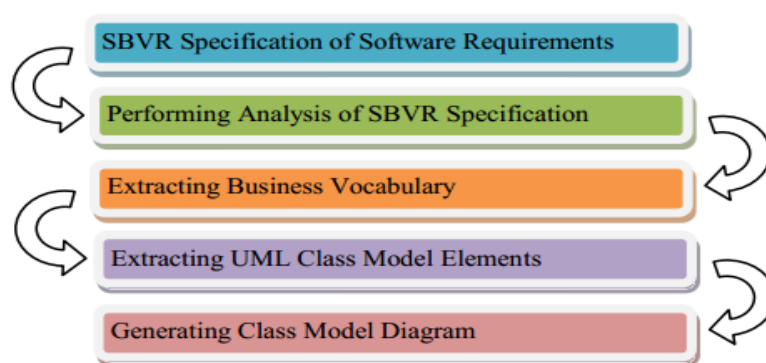 SBVR Specification of Software Requirements
Performing Analysis of SBVR Specification
Extracting Business Vocabulary
Extracting UML Class Model Elements
Generating Class Model Diagram